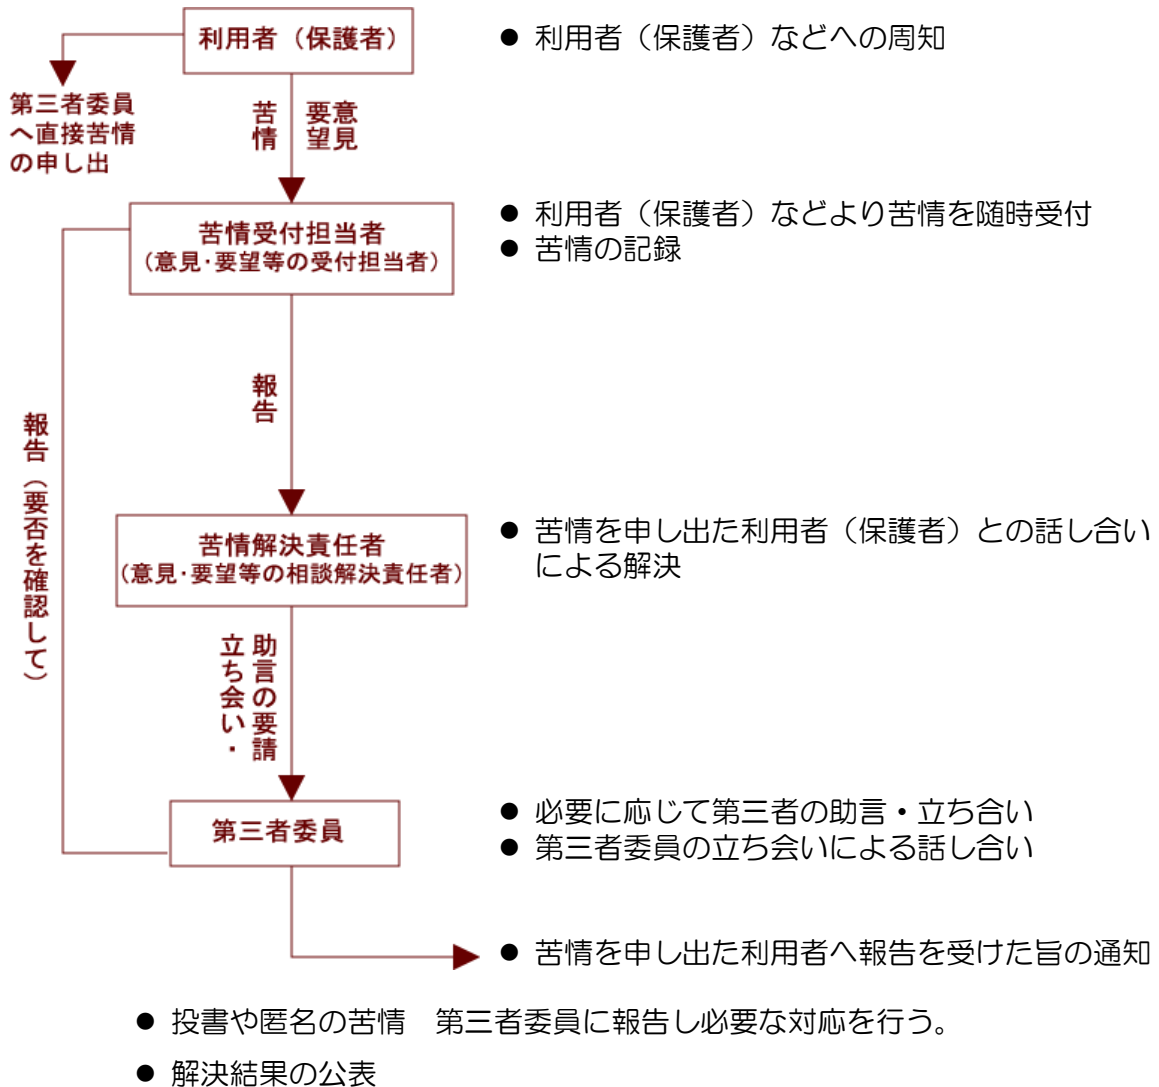 利用者（保護者）
● 利用者（保護者）などへの周知
第三者委員
へ直接苦情
の申し出
苦情
意見
要望
● 利用者（保護者）などより苦情を随時受付
● 苦情の記録
苦情受付担当者
（意見･要望等の受付担当者）
報告
報告（要否を確認して）
● 苦情を申し出た利用者（保護者）との話し合い
による解決
苦情解決責任者
（意見･要望等の相談解決責任者）
助言の要請
立ち会い・
● 必要に応じて第三者の助言・立ち合い
● 第三者委員の立ち会いによる話し合い
第三者委員
● 苦情を申し出た利用者へ報告を受けた旨の通知
● 投書や匿名の苦情　第三者委員に報告し必要な対応を行う。
● 解決結果の公表